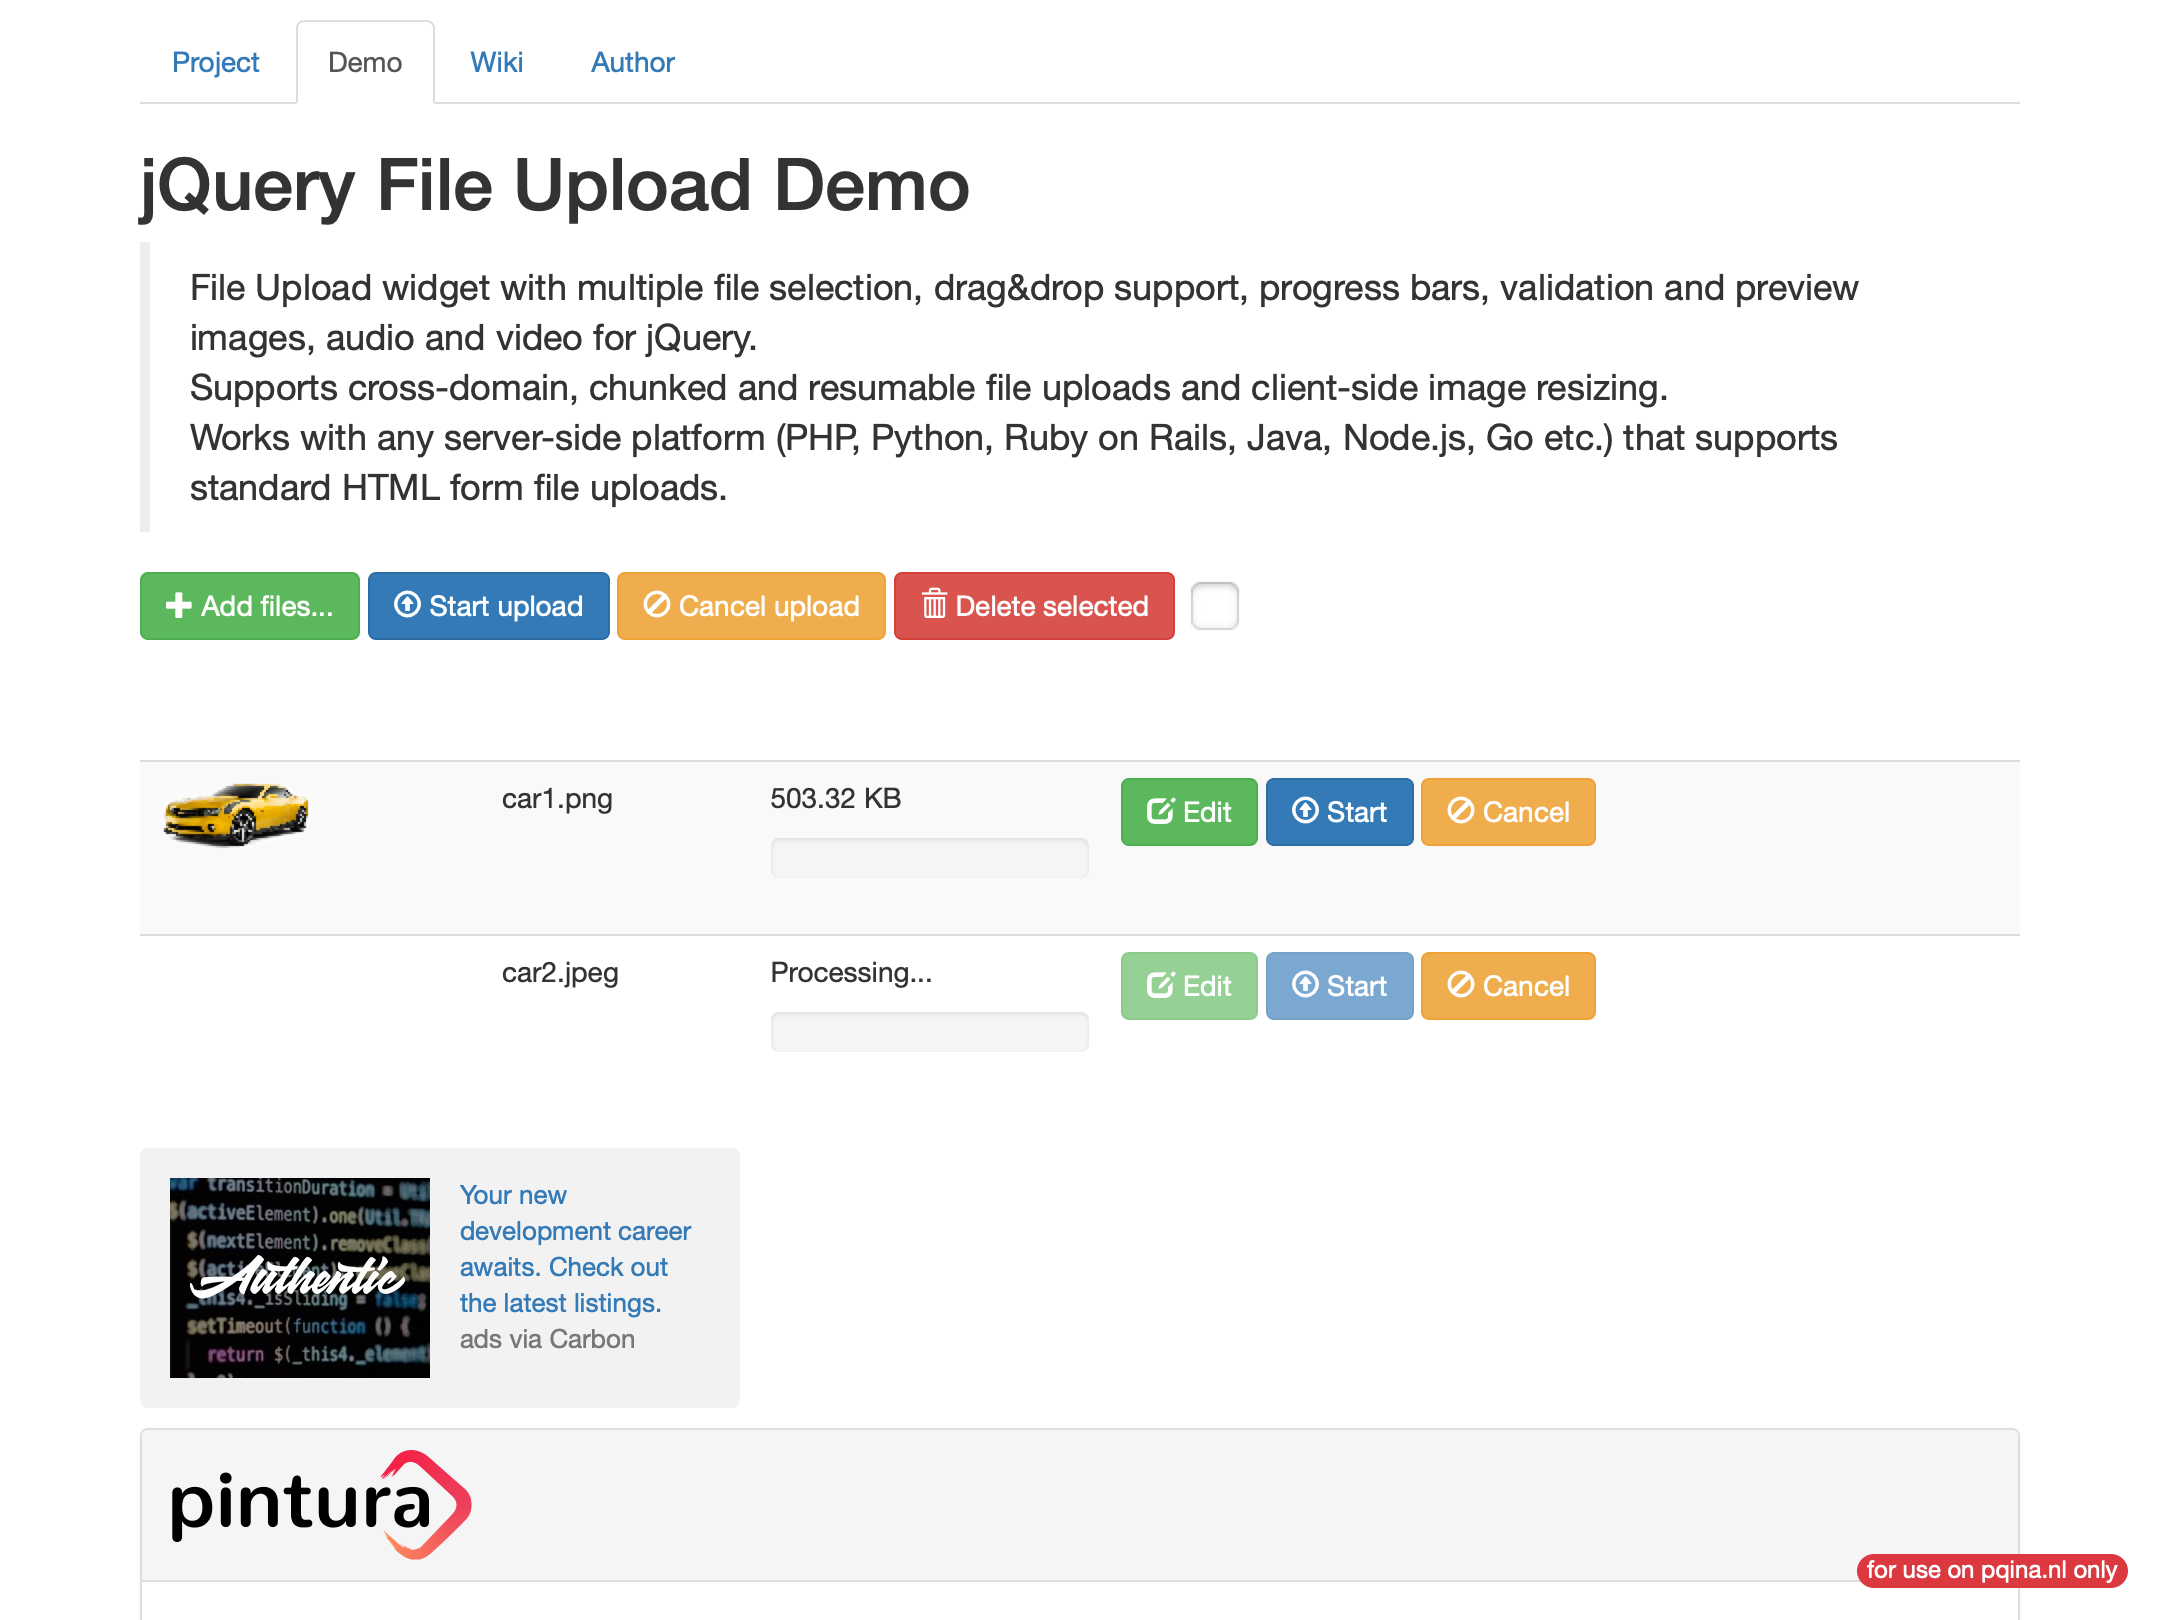 Project Demo Wiki Author
jQuery File Upload Demo
File Upload widget with multiple file selection, drag&drop support, progress bars, validation and preview
images, audio and video for jQuery.
Supports cross-domain, chunked and resumable file uploads and client-side image resizing.
Works with any server-side platform (PHP, Python, Ruby on Rails, Java, Node.js, Go etc.) that supports
standard HTML form file uploads.
Add files... Start upload Cancel upload Delete selected
car1.png 503.32 KB Edit Start Cancel
car2.jpeg Processing... Edit Start Cancel
var transitionDuration = Util
$(activeElement).one(Util.TR
$(nextElement).removeClass
Authentic
_this4._isSliding = false;
setTimeout(function () {
return $(_this4._element
Your new
development career
awaits. Check out
the latest listings.
ads via Carbon
pintura
for use on pqina.nl only